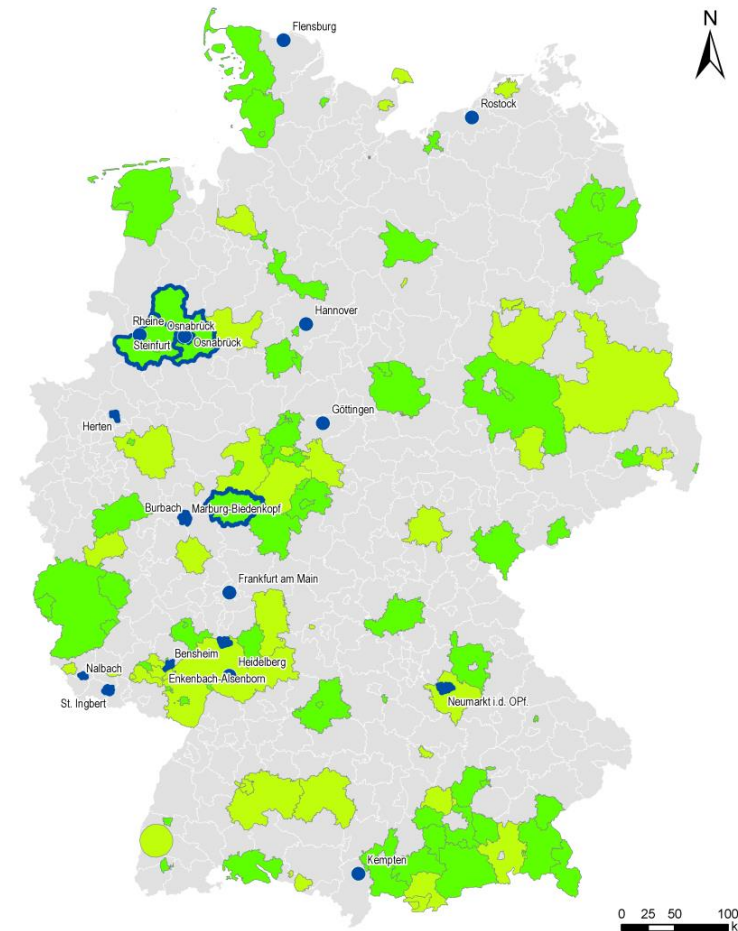 N
Flensburg
Rostock
Hannover
Rheine
Osnabrück
Steinfurt
Osnabrück
Göttingen
Herten
Burbach
Marburg-Biedenkopf
Frankfurt am Main
Bensheim
Heidelberg
Nalbach
Enkenbach-Alsenborn
St. Ingbert
Neumarkt i.d. OPf.
Kempten
0 25 50 100
k